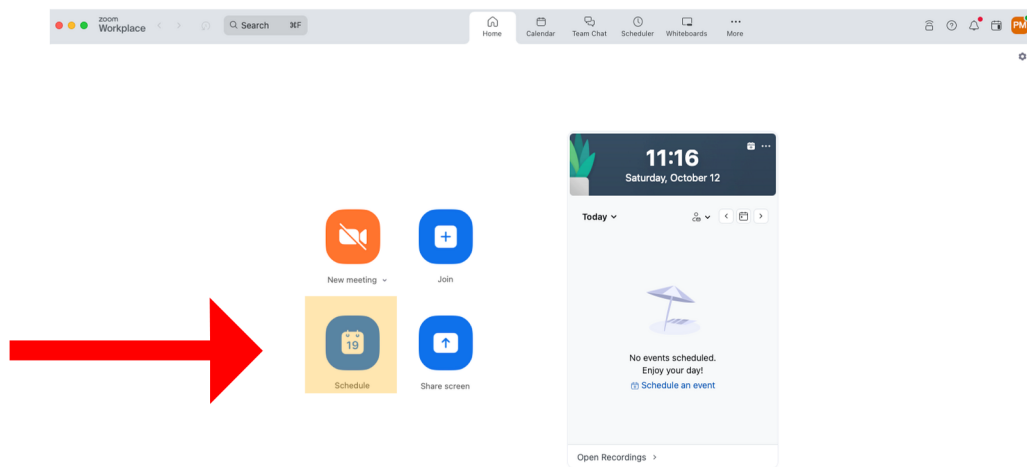 zoom
Workplace
Search ⌘F
Home
Calendar
Team Chat
Scheduler
Whiteboards
More
PM
11:16
Saturday, October 12
Today
New meeting
Join
19
Schedule
Share screen
No events scheduled.
Enjoy your day!
Schedule an event
Open Recordings